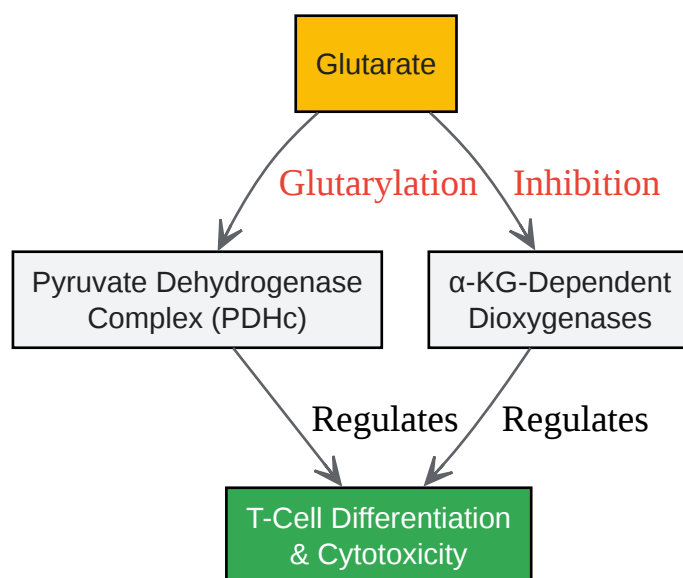 Glutarate
Glutarylation
Inhibition
Pyruvate Dehydrogenase
Complex (PDHc)
α-KG-Dependent
Dioxygenases
Regulates
Regulates
T-Cell Differentiation
& Cytotoxicity